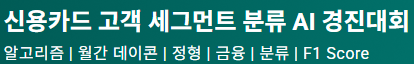 신용카드 고객 세그먼트 분류 AI 경진대회
알고리즘 | 월간 데이콘 | 정형 | 금융 | 분류 | F1 Score